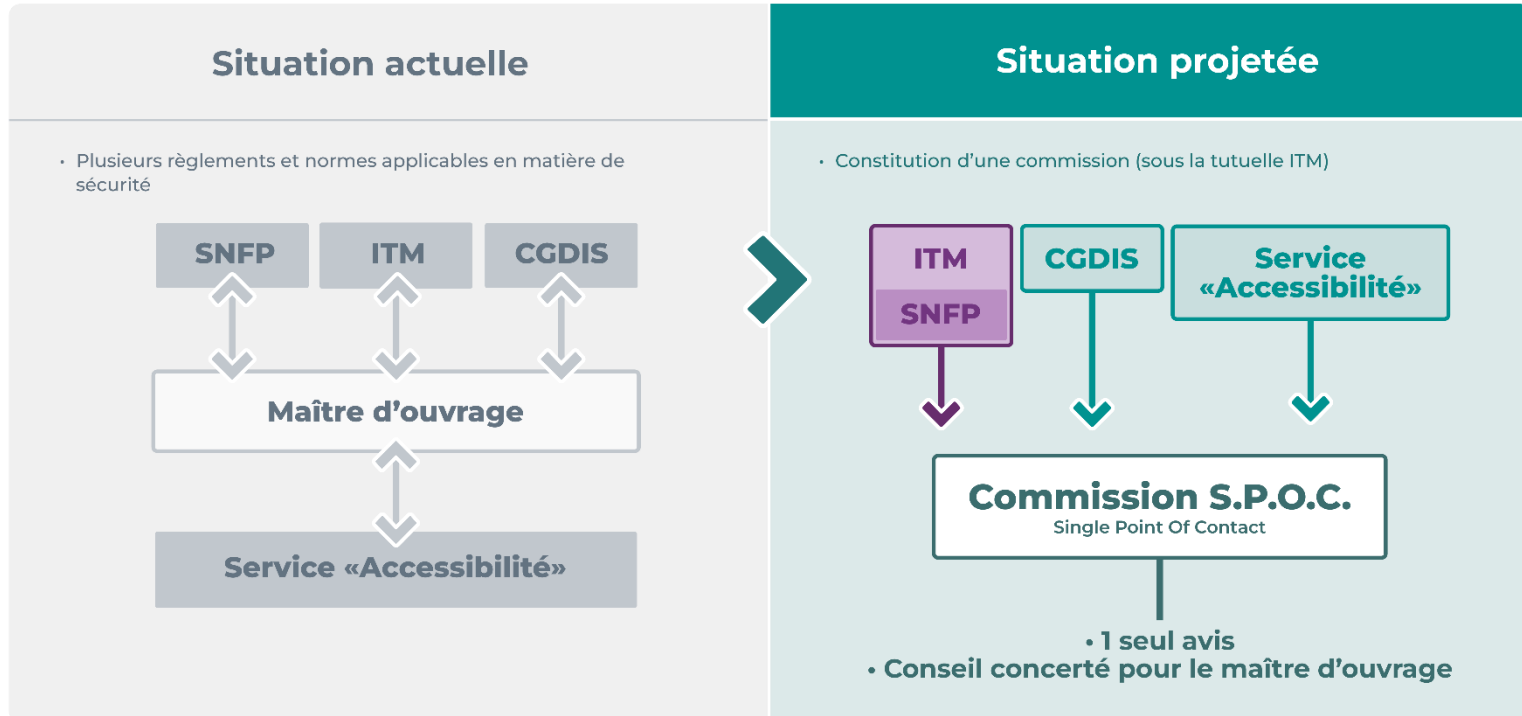 Situation actuelle
• Plusieurs règlements et normes applicables en matière de
sécurité
SNFP
ITM
CGDIS
Maître d’ouvrage
Service «Accessibilité»
Situation projetée
• Constitution d’une commission (sous la tutuelle ITM)
ITM
SNFP
CGDIS
Service
«Accessibilité»
Commission S.P.O.C.
Single Point Of Contact
• 1 seul avis
• Conseil concerté pour le maître d’ouvrage